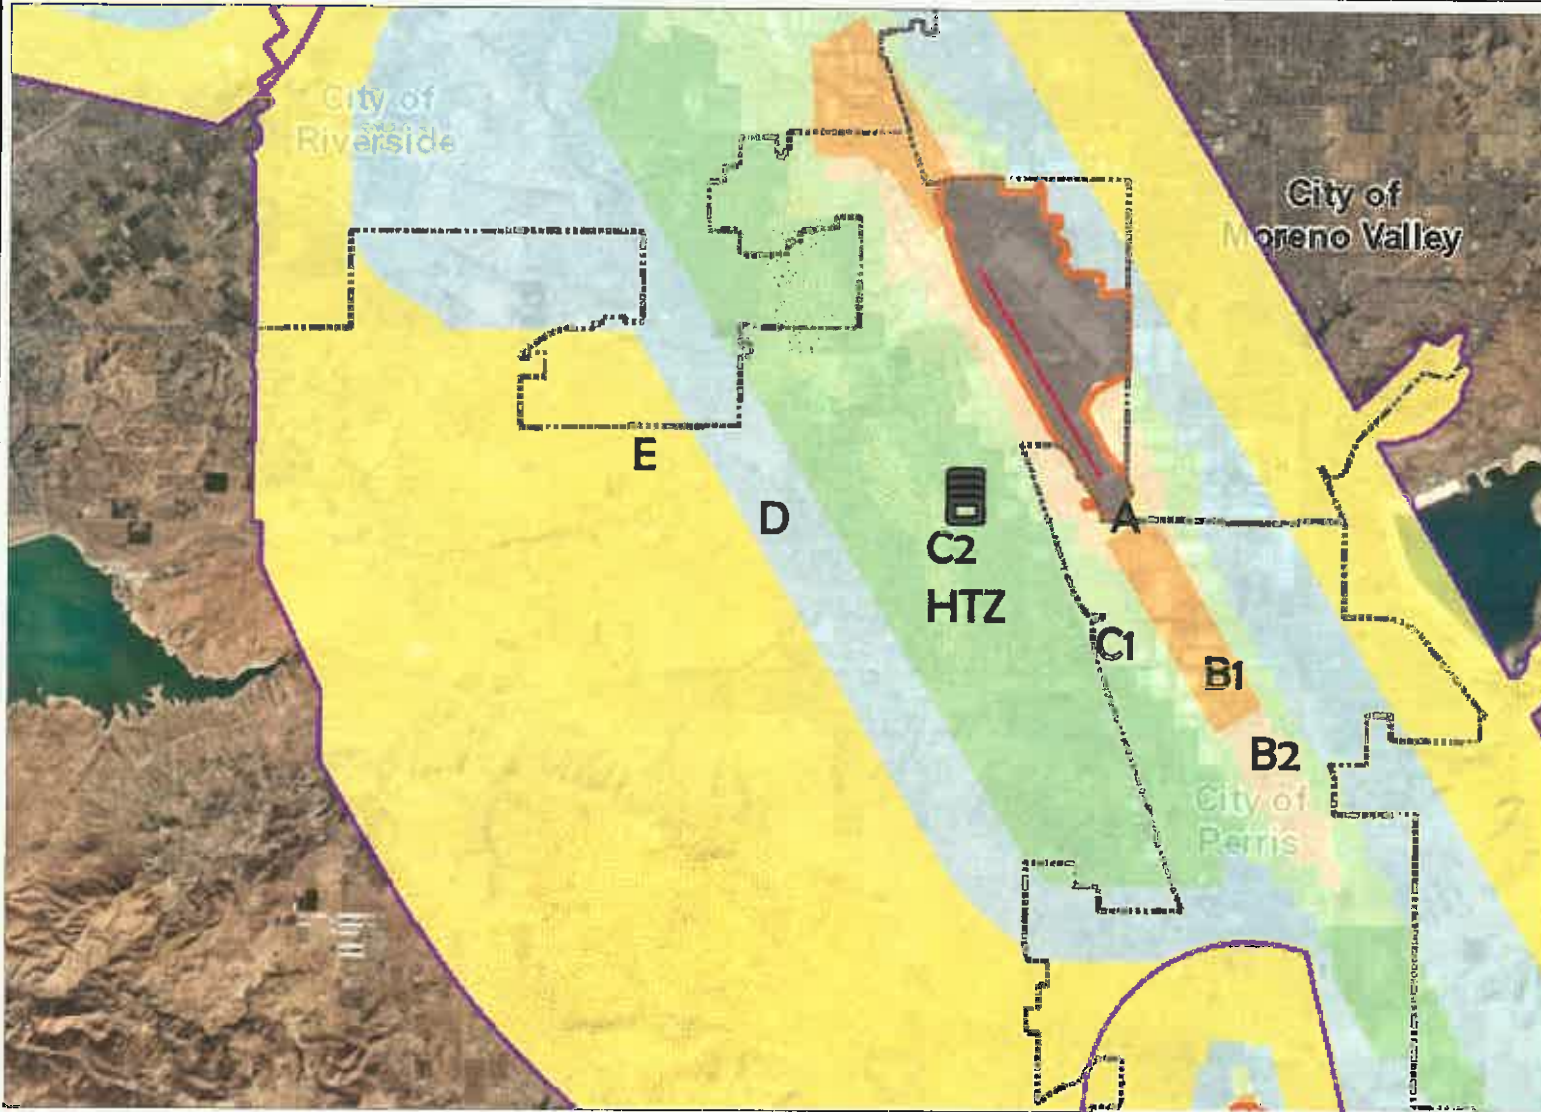 City of
Riverside
City of
Moreno Valley
E
D
A
C2
HTZ
C1
B1
B2
City of
Perris